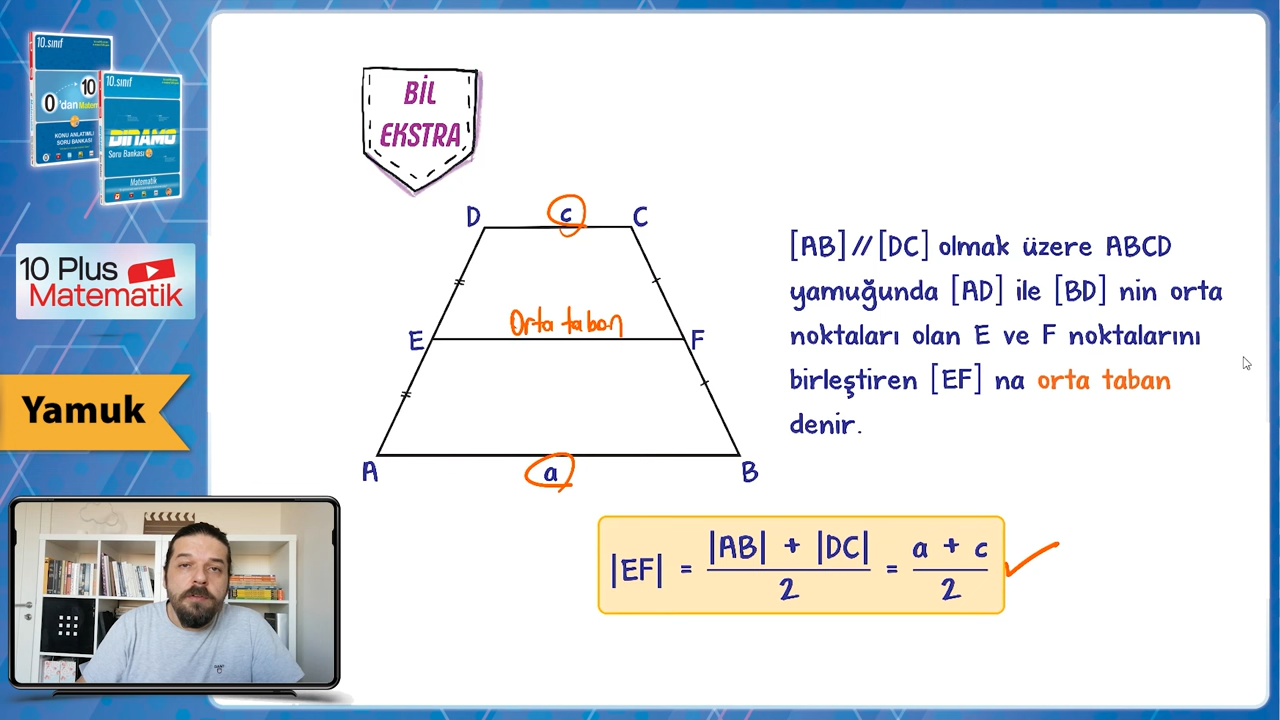 10.sınıf
0'dan 10
Matem
KONU ANLATIMLI
SORU BANKASI
10.sınıf
DİNAMO
Soru Bankası
Matematik
10 Plus
Matematik
Yamuk
BİL
EKSTRA
D c C
E Orta taban F
A a B
[AB] // [DC] olmak üzere ABCD
yamuğunda [AD] ile [BD] nin orta
noktaları olan E ve F noktalarını
birleştiren [EF] na orta taban
denir.
|EF| = |AB| + |DC| / 2 = a + c / 2